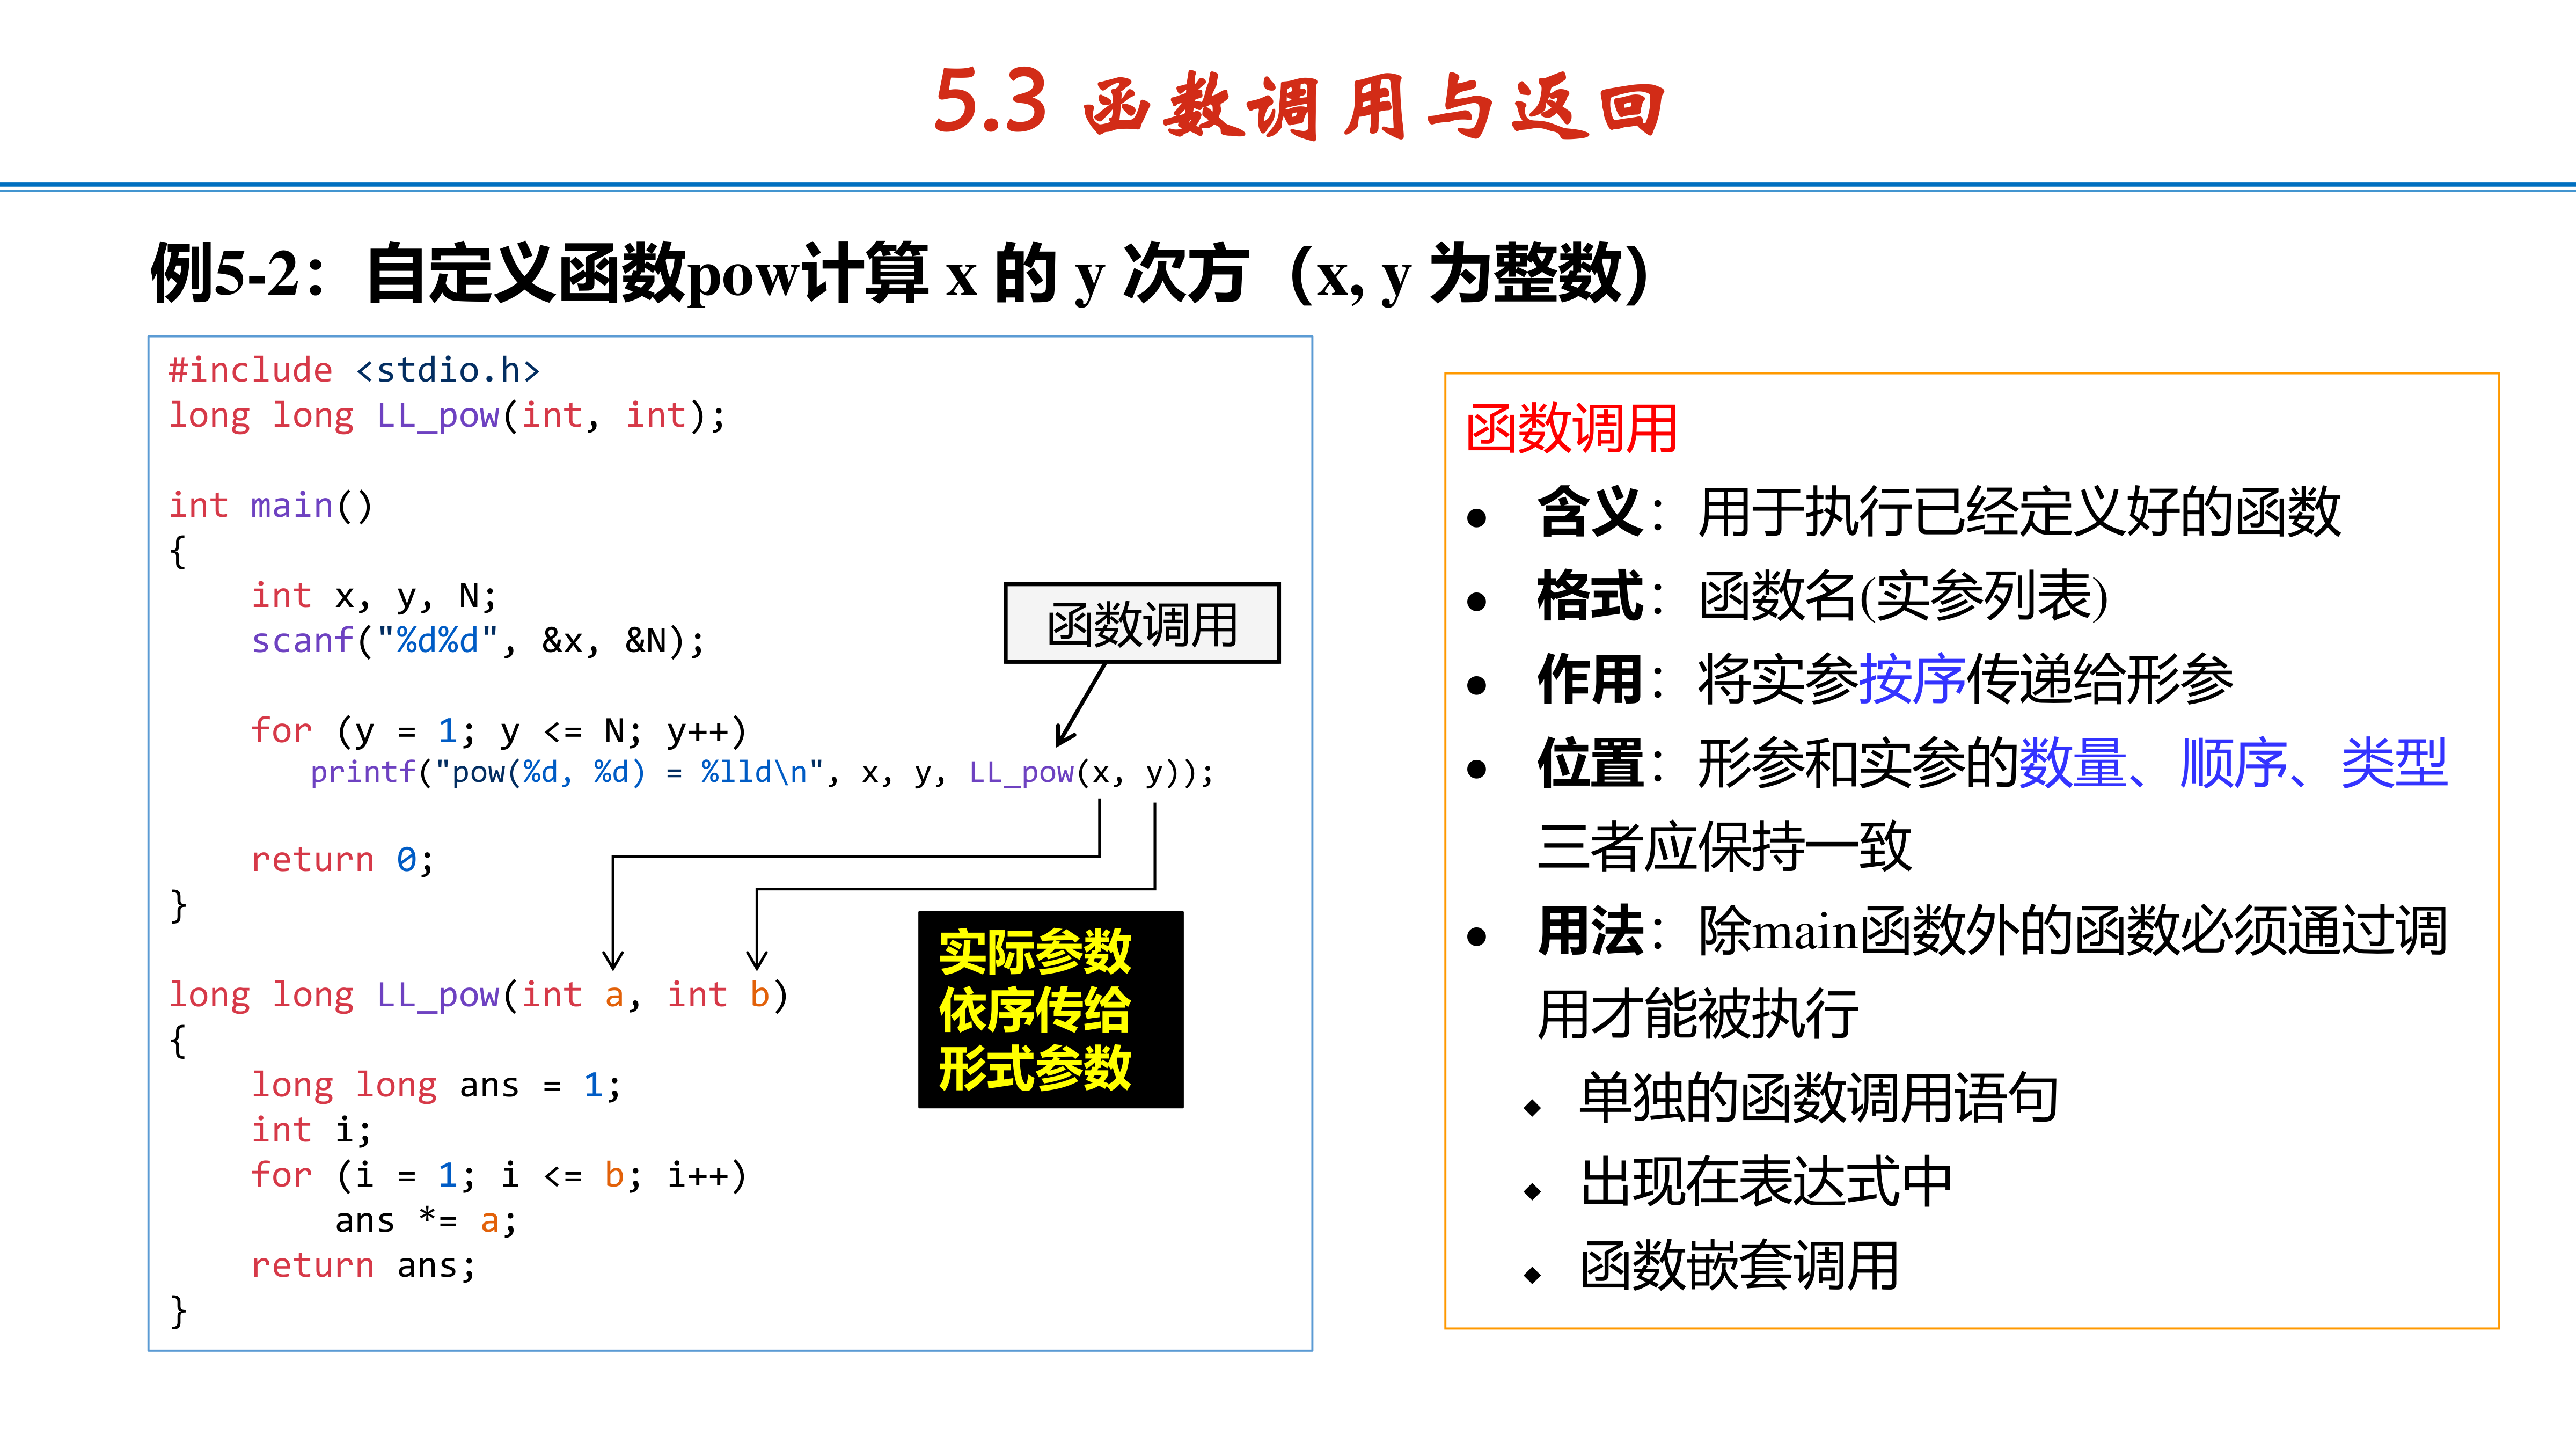 5.3 函数调用与返回
例5-2：自定义函数pow计算 x 的 y 次方（x, y 为整数）
#include <stdio.h>
long long LL_pow(int, int);
int main()
{
    int x, y, N;
    scanf("%d%d", &x, &N);
    for (y = 1; y <= N; y++)
        printf("pow(%d, %d) = %lld\n", x, y, LL_pow(x, y));
    return 0;
}
long long LL_pow(int a, int b)
{
    long long ans = 1;
    int i;
    for (i = 1; i <= b; i++)
        ans *= a;
    return ans;
}
函数调用
实际参数
依序传给
形式参数
函数调用
● 含义：用于执行已经定义好的函数
● 格式：函数名(实参列表)
● 作用：将实参按序传递给形参
● 位置：形参和实参的数量、顺序、类型
三者应保持一致
● 用法：除main函数外的函数必须通过调
用才能被执行
◆ 单独的函数调用语句
◆ 出现在表达式中
◆ 函数嵌套调用